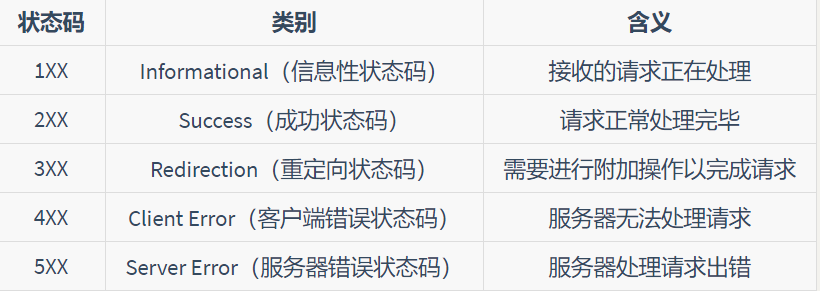 状态码 类别 含义
1XX Informational（信息性状态码） 接收的请求正在处理
2XX Success（成功状态码） 请求正常处理完毕
3XX Redirection（重定向状态码） 需要进行附加操作以完成请求
4XX Client Error（客户端错误状态码） 服务器无法处理请求
5XX Server Error（服务器错误状态码） 服务器处理请求出错